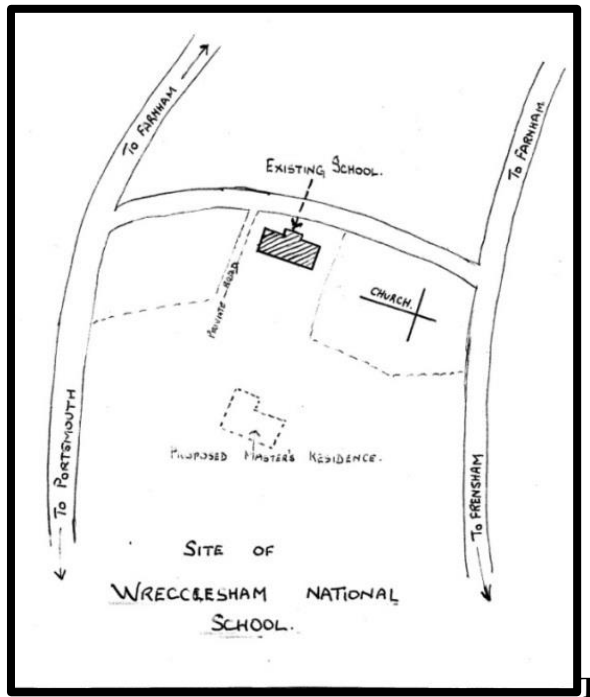 TO FARNHAM
TO FARNHAM
EXISTING SCHOOL.
PRIVATE ROAD
CHURCH.
PROPOSED MASTER'S RESIDENCE.
TO PORTSMOUTH
TO FRENSHAM
SITE OF
WRECCLESHAM NATIONAL
SCHOOL.